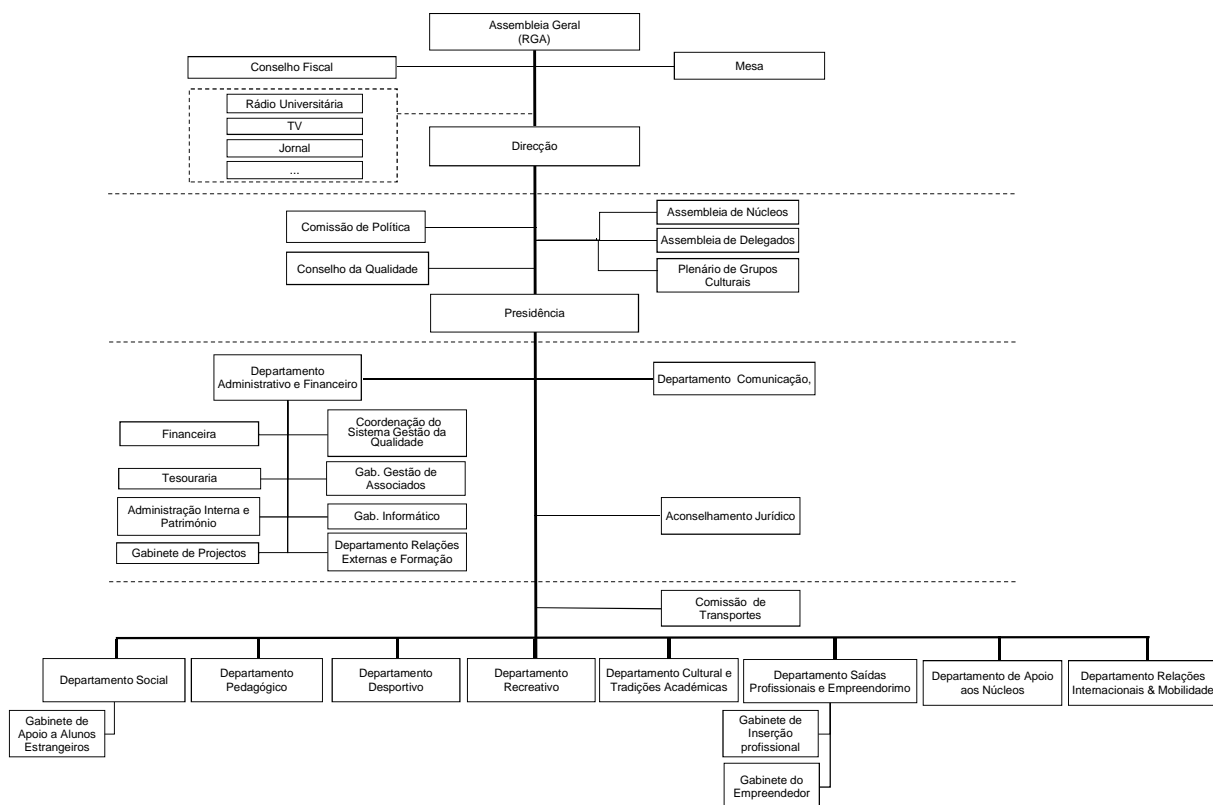 Assembleia Geral
(RGA)
Conselho Fiscal
Mesa
Rádio Universitária
TV
Jornal
...
Direcção
Comissão de Política
Conselho da Qualidade
Assembleia de Núcleos
Assembleia de Delegados
Plenário de Grupos
Culturais
Presidência
Departamento
Administrativo e Financeiro
Departamento Comunicação,
Financeira
Coordenação do
Sistema Gestão da
Qualidade
Tesouraria
Gab. Gestão de
Associados
Administração Interna e
Património
Gab. Informático
Aconselhamento Jurídico
Gabinete de Projectos
Departamento Relações
Externas e Formação
Comissão de
Transportes
Departamento Social
Departamento
Pedagógico
Departamento
Desportivo
Departamento
Recreativo
Departamento Cultural e
Tradições Académicas
Departamento Saídas
Profissionais e Empreendorimo
Departamento de Apoio
aos Núcleos
Departamento Relações
Internacionais & Mobilidade
Gabinete de
Apoio a Alunos
Estrangeiros
Gabinete de
Inserção
profissional
Gabinete do
Empreendedor